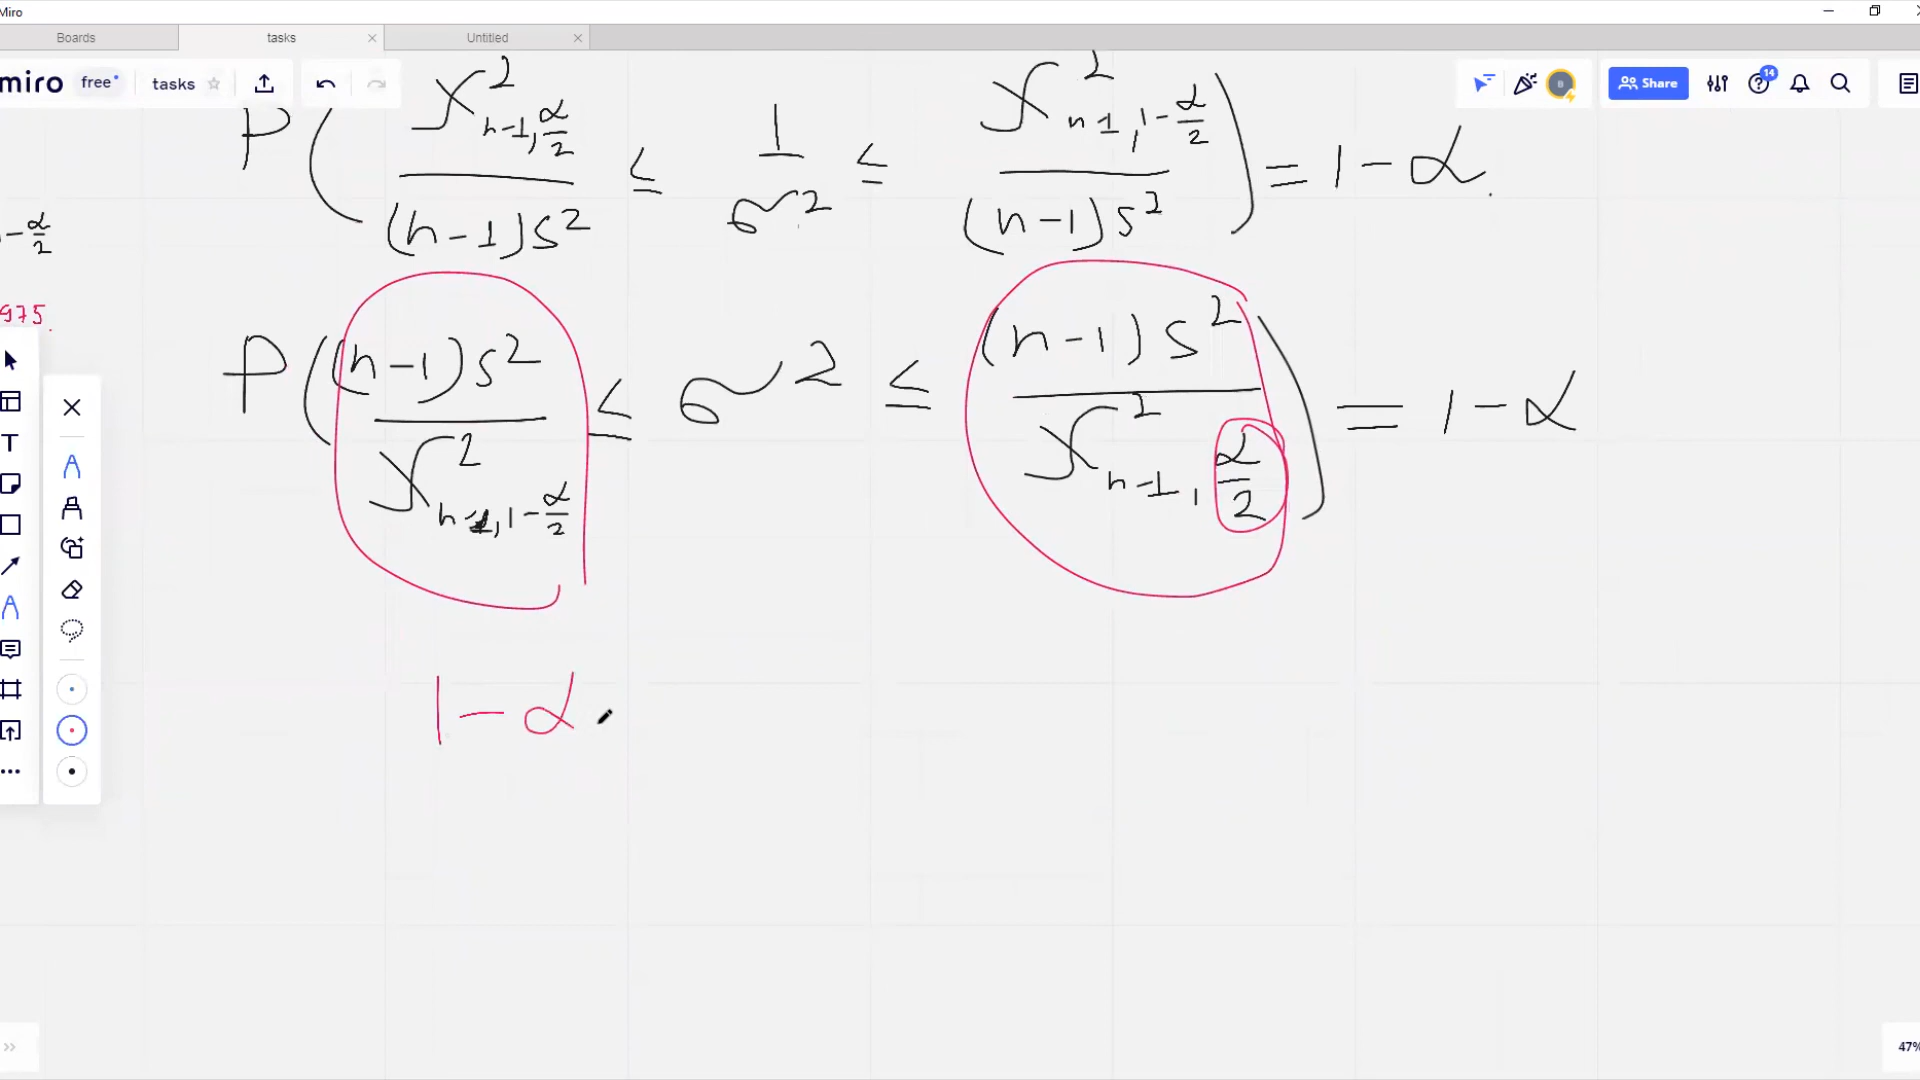 Miro
Boards tasks Untitled
miro free tasks Share 14
P( χ²_{n-1, α/2} / (n-1)S² ≤ 1/σ² ≤ χ²_{n-1, 1-α/2} / (n-1)S² ) = 1-α.
-α/2
975.
P( (n-1)S² / χ²_{n-1, 1-α/2} ≤ σ² ≤ (n-1)S² / χ²_{n-1, α/2} ) = 1-α
T
1-α
47%